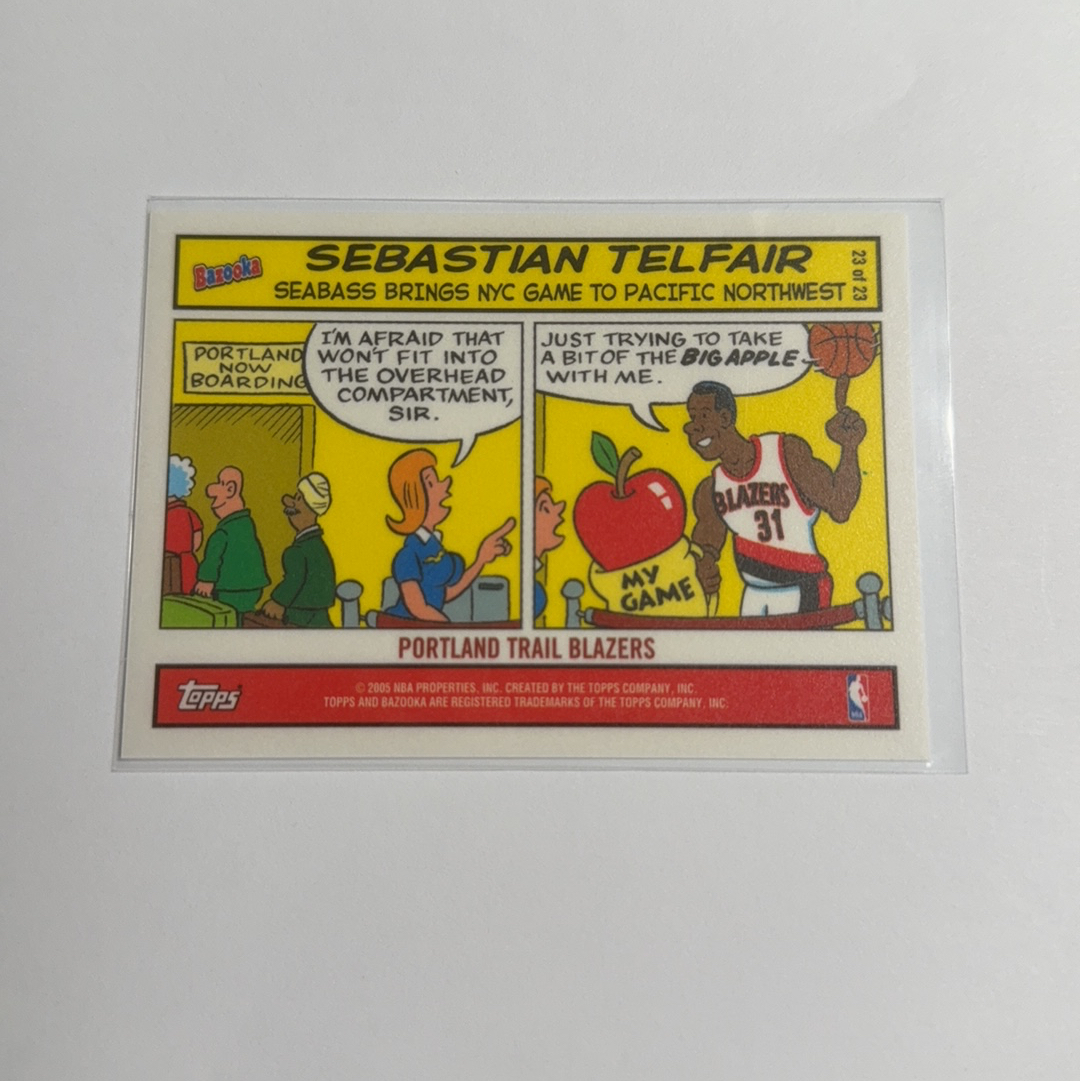 Bazooka
SEBASTIAN TELFAIR
SEABASS BRINGS NYC GAME TO PACIFIC NORTHWEST
23 of 23
PORTLAND
NOW
BOARDING
I'M AFRAID THAT
WON'T FIT INTO
THE OVERHEAD
COMPARTMENT,
SIR.
JUST TRYING TO TAKE
A BIT OF THE BIG APPLE
WITH ME.
BLAZERS
31
MY
GAME
PORTLAND TRAIL BLAZERS
topps
© 2005 NBA PROPERTIES, INC. CREATED BY THE TOPPS COMPANY, INC.
TOPPS AND BAZOOKA ARE REGISTERED TRADEMARKS OF THE TOPPS COMPANY, INC.
NBA